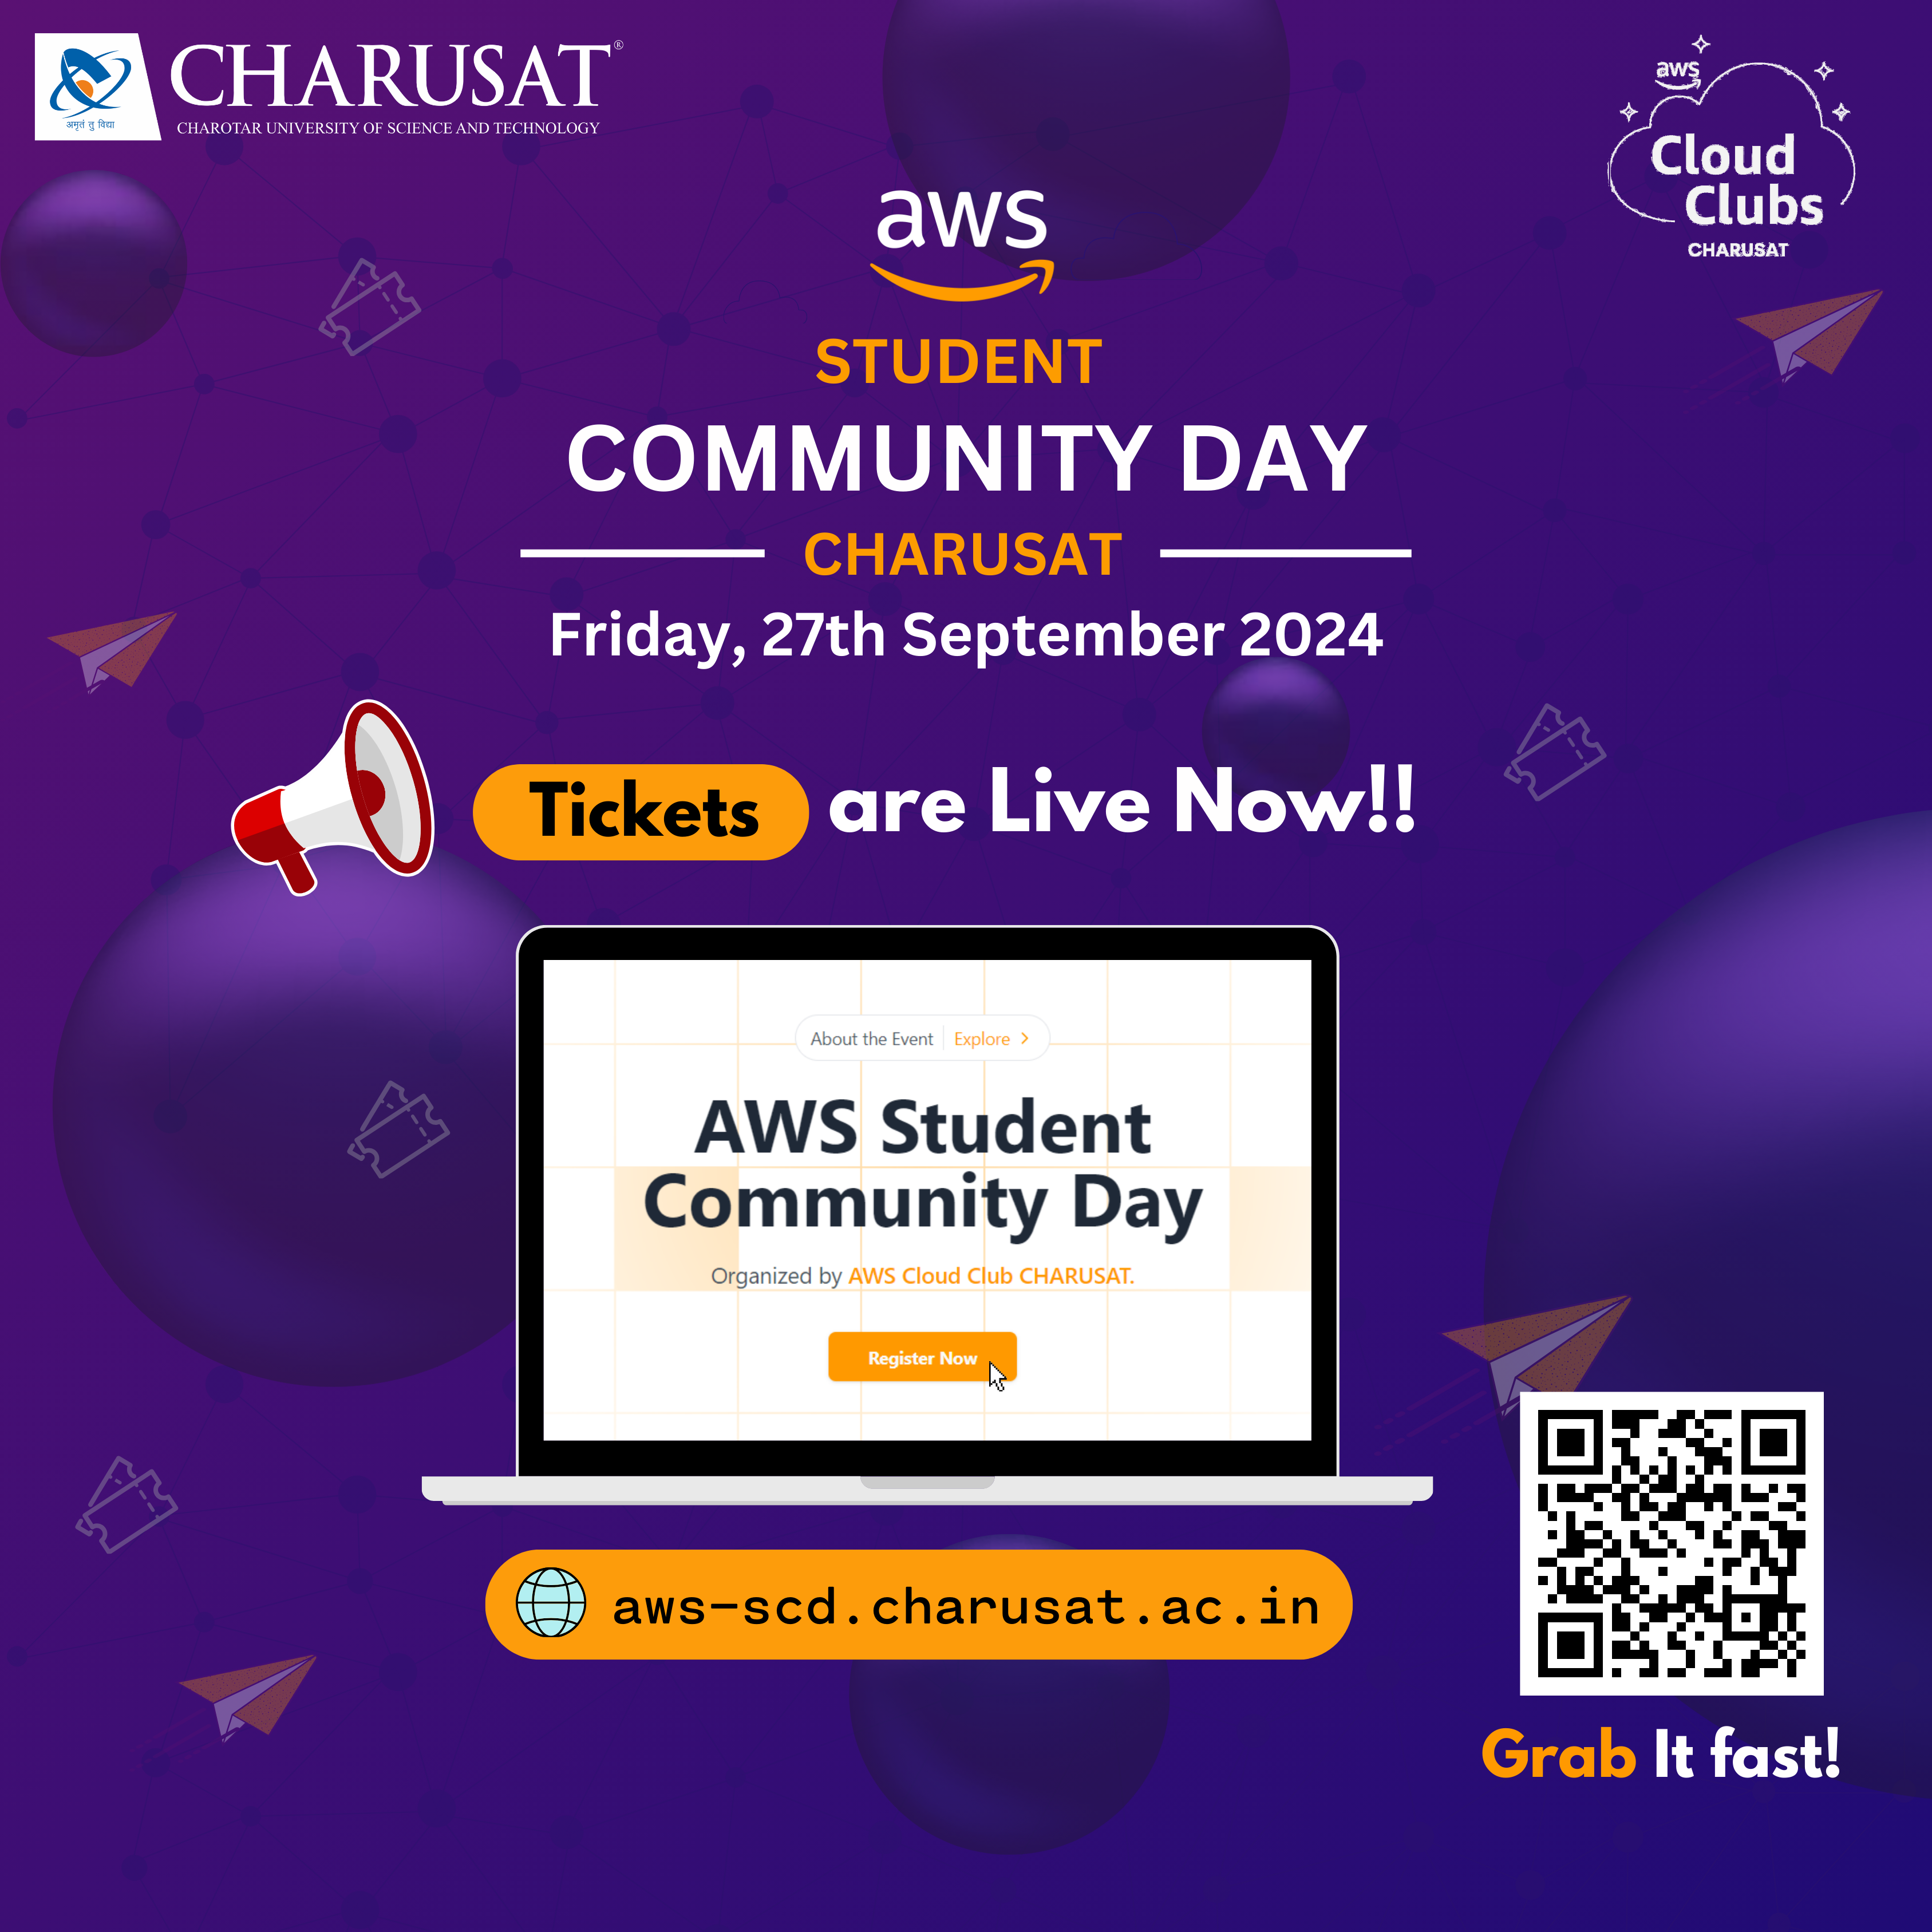 CHARUSAT®
CHAROTAR UNIVERSITY OF SCIENCE AND TECHNOLOGY
अमृतं तु विद्या
aws
Cloud
Clubs
CHARUSAT
aws
STUDENT
COMMUNITY DAY
CHARUSAT
Friday, 27th September 2024
Tickets are Live Now!!
About the Event Explore >
AWS Student
Community Day
Organized by AWS Cloud Club CHARUSAT.
Register Now
aws-scd.charusat.ac.in
Grab It fast!